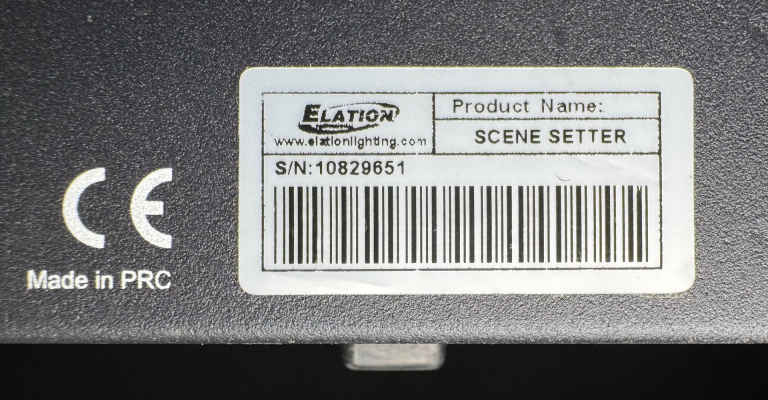 ELATION
www.elationlighting.com
Product Name:
SCENE SETTER
S/N:10829651
CE
Made in PRC